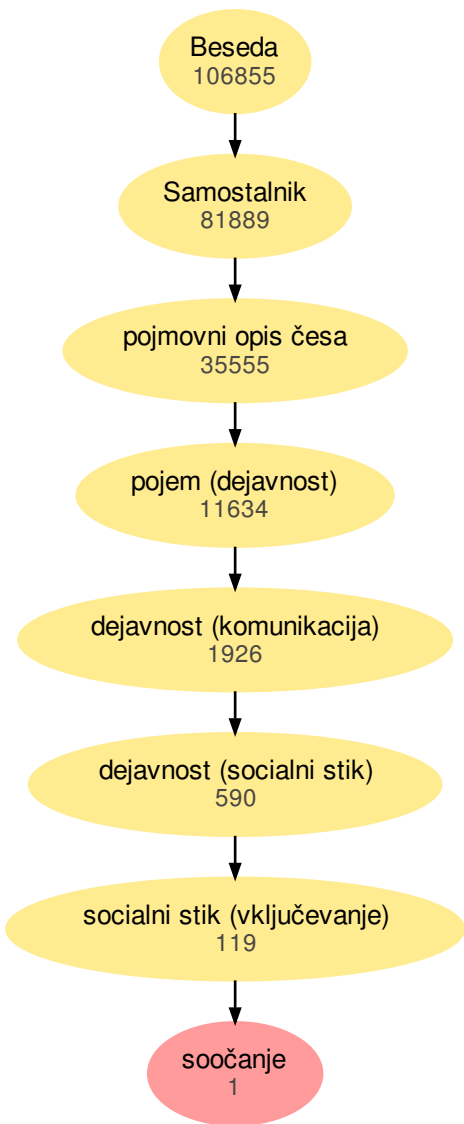 Beseda
106855
Samostalnik
81889
pojmovni opis česa
35555
pojem (dejavnost)
11634
dejavnost (komunikacija)
1926
dejavnost (socialni stik)
590
socialni stik (vključevanje)
119
soočanje
1